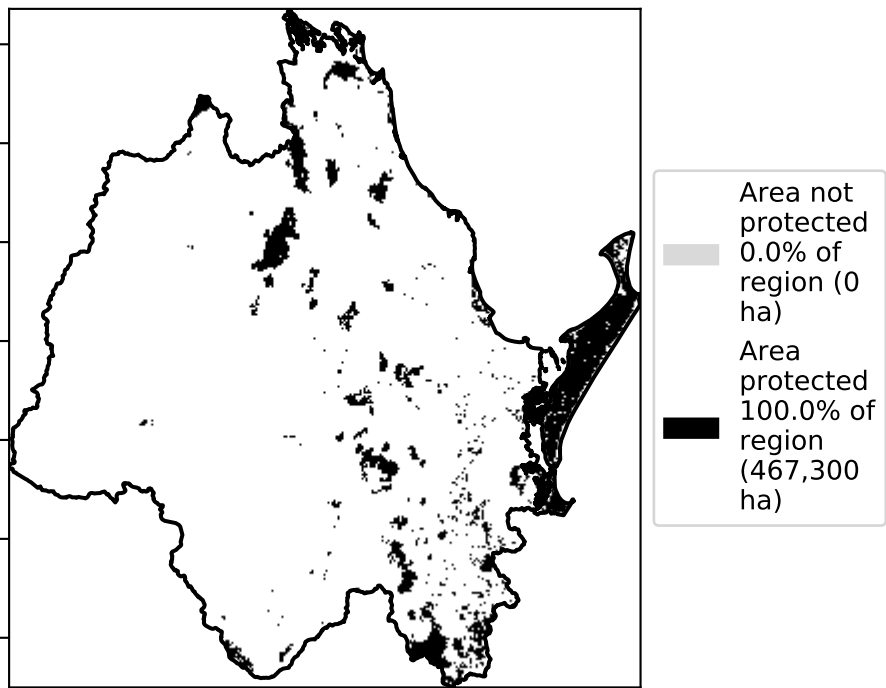 Area not
protected
0.0% of
region (0
ha)
Area
protected
100.0% of
region
(467,300
ha)